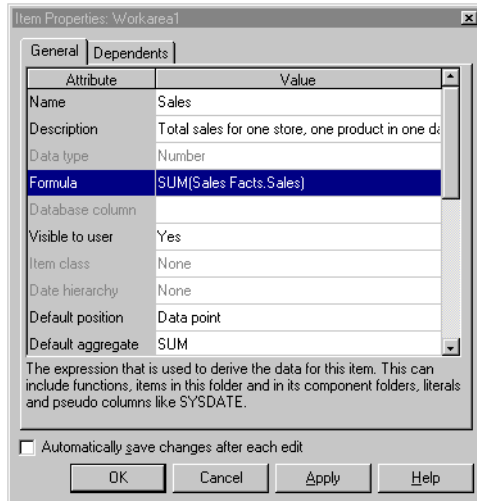 Item Properties: Workarea1
General Dependents
Attribute Value
Name Sales
Description Total sales for one store, one product in one da
Data type Number
Formula SUM(Sales Facts.Sales)
Database column
Visible to user Yes
Item class None
Date hierarchy None
Default position Data point
Default aggregate SUM
The expression that is used to derive the data for this item. This can
include functions, items in this folder and in its component folders, literals
and pseudo columns like SYSDATE.
Automatically save changes after each edit
OK Cancel Apply Help